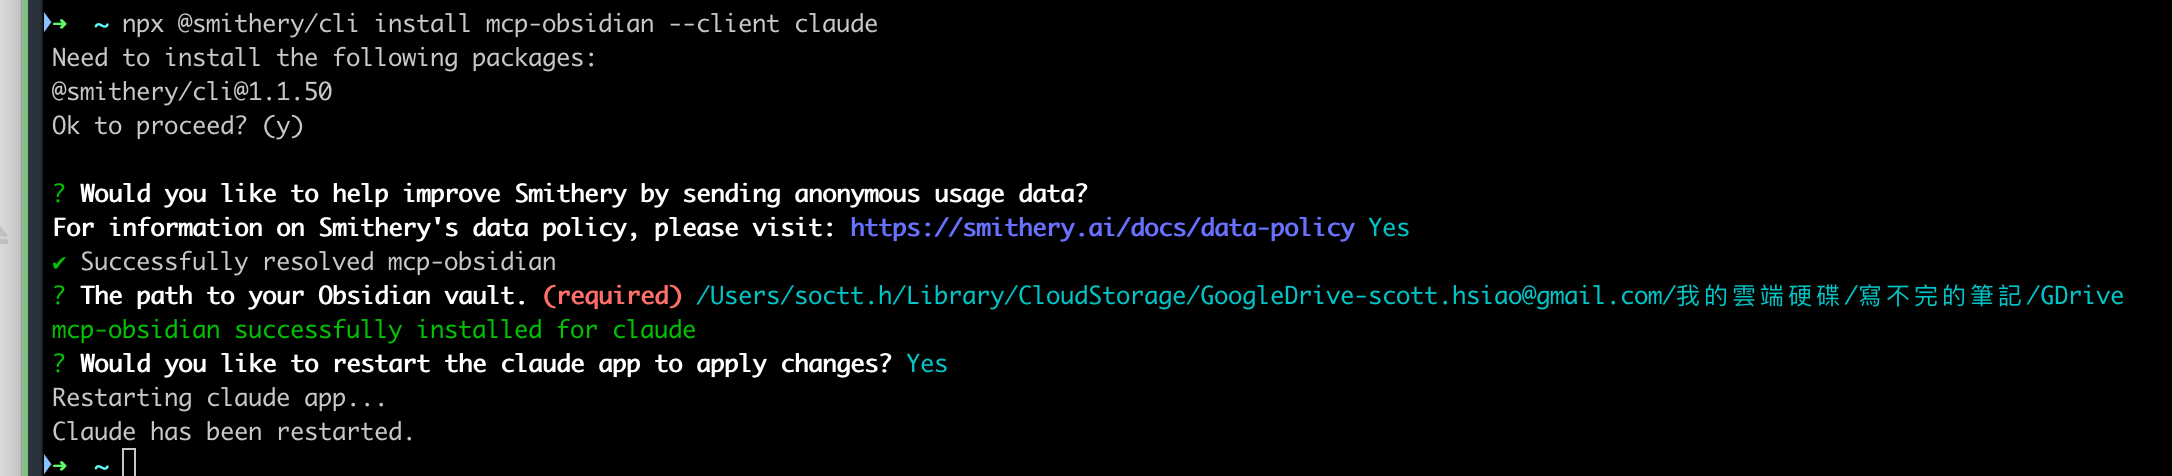 ➜  ~ npx @smithery/cli install mcp-obsidian --client claude
Need to install the following packages:
@smithery/cli@1.1.50
Ok to proceed? (y)
? Would you like to help improve Smithery by sending anonymous usage data?
For information on Smithery's data policy, please visit: https://smithery.ai/docs/data-policy Yes
✔ Successfully resolved mcp-obsidian
? The path to your Obsidian vault. (required) /Users/soctt.h/Library/CloudStorage/GoogleDrive-scott.hsiao@gmail.com/我的雲端硬碟/寫不完的筆記/GDrive
mcp-obsidian successfully installed for claude
? Would you like to restart the claude app to apply changes? Yes
Restarting claude app...
Claude has been restarted.
➜  ~